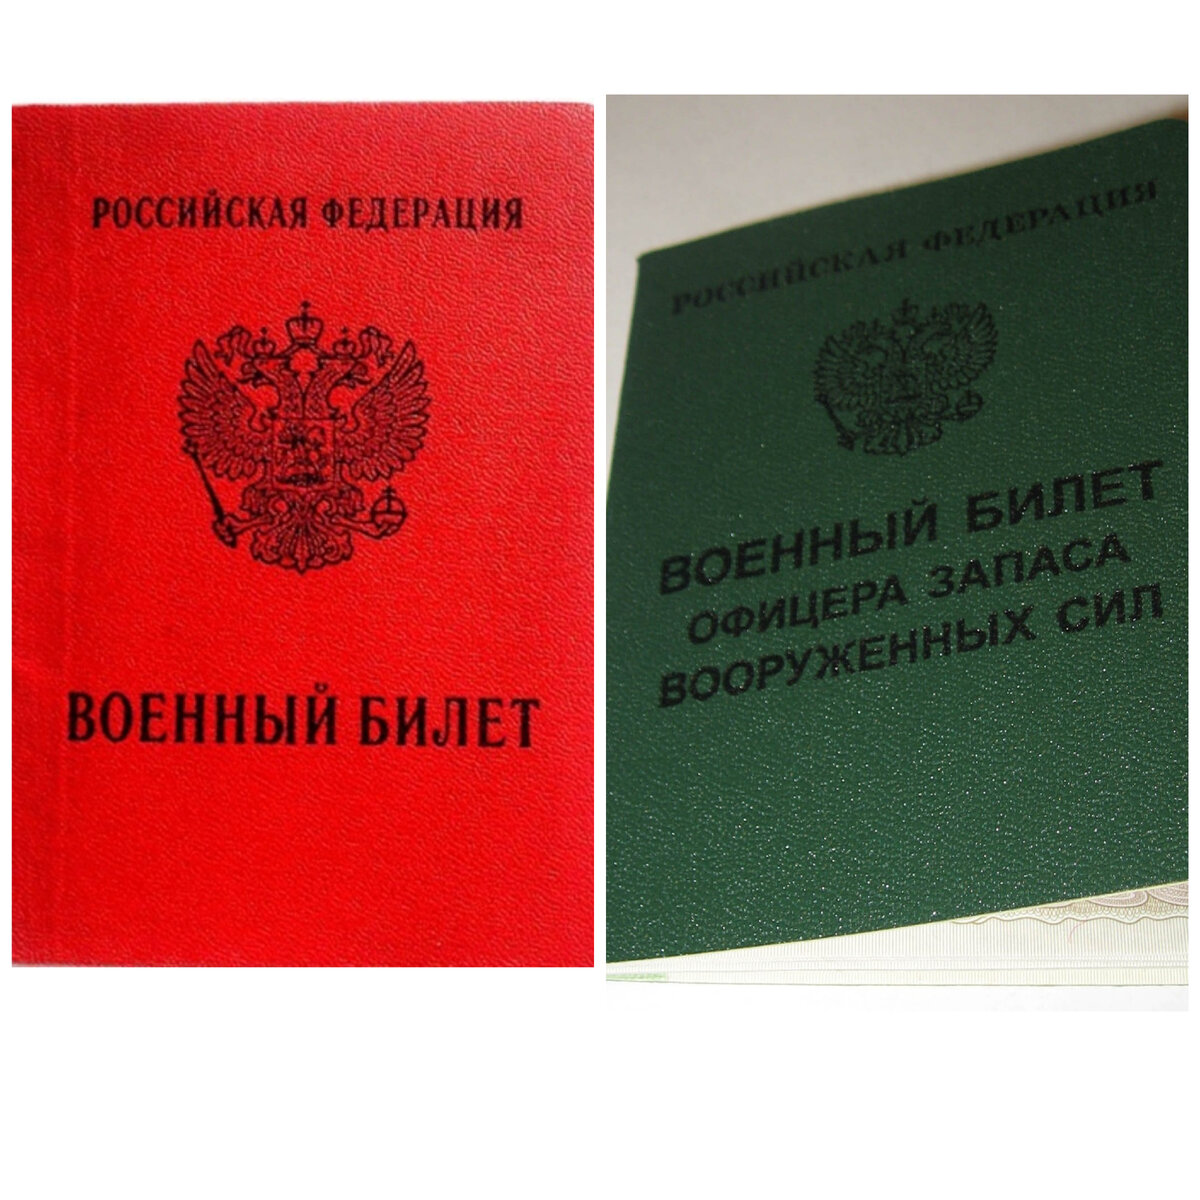 РОССИЙСКАЯ ФЕДЕРАЦИЯ
ВОЕННЫЙ БИЛЕТ
РОССИЙСКАЯ ФЕДЕРАЦИЯ
ВОЕННЫЙ БИЛЕТ
ОФИЦЕРА ЗАПАСА
ВООРУЖЕННЫХ СИЛ